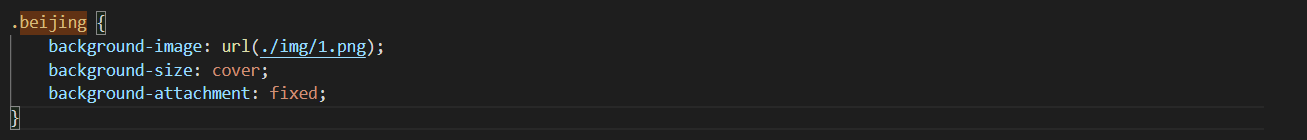 .beijing {
background-image: url(./img/1.png);
background-size: cover;
background-attachment: fixed;
}